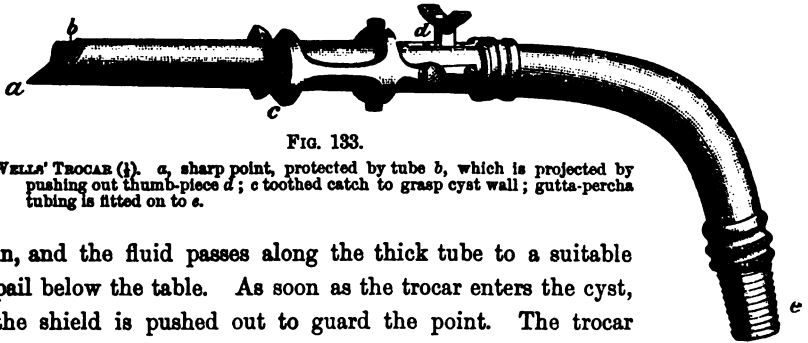 b
d
a
c
FIG. 133.
WELLS' TROCAR (½). a, sharp point, protected by tube b, which is projected by
pushing out thumb-piece d; c toothed catch to grasp cyst wall; gutta-percha
tubing is fitted on to e.
n, and the fluid passes along the thick tube to a suitable
pail below the table. As soon as the trocar enters the cyst,
e
the shield is pushed out to guard the point. The trocar